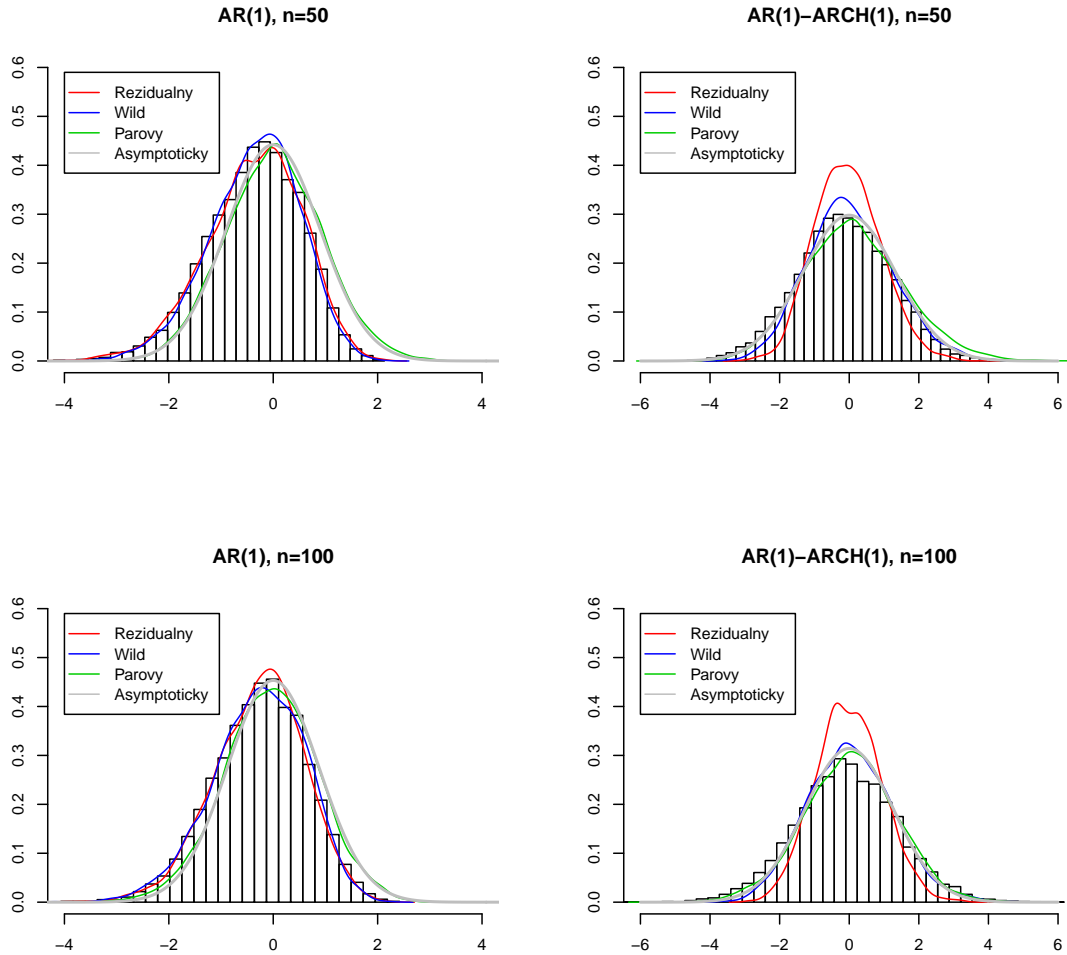 AR(1), n=50
0.0 0.1 0.2 0.3 0.4 0.5 0.6
Rezidualny
Wild
Parovy
Asymptoticky
−4 −2 0 2 4
AR(1)−ARCH(1), n=50
0.0 0.1 0.2 0.3 0.4 0.5 0.6
Rezidualny
Wild
Parovy
Asymptoticky
−6 −4 −2 0 2 4 6
AR(1), n=100
0.0 0.1 0.2 0.3 0.4 0.5 0.6
Rezidualny
Wild
Parovy
Asymptoticky
−4 −2 0 2 4
AR(1)−ARCH(1), n=100
0.0 0.1 0.2 0.3 0.4 0.5 0.6
Rezidualny
Wild
Parovy
Asymptoticky
−6 −4 −2 0 2 4 6